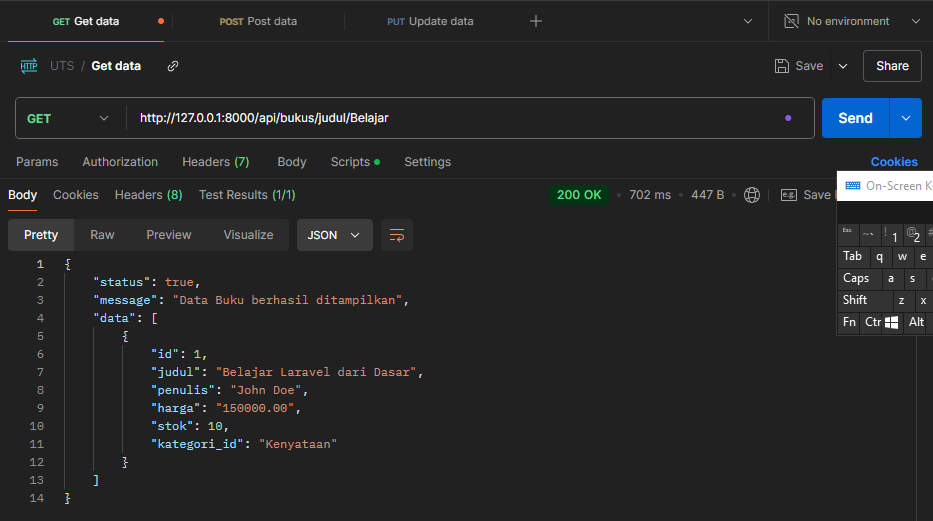 GET Get data
POST Post data
PUT Update data
No environment
HTTP UTS / Get data
Save
Share
GET
http://127.0.0.1:8000/api/bukus/judul/Belajar
Send
Params Authorization Headers (7) Body Scripts Settings
Cookies
Body Cookies Headers (8) Test Results (1/1)
200 OK • 702 ms • 447 B
e.g. Save
Pretty Raw Preview Visualize JSON
1 {
2 "status": true,
3 "message": "Data Buku berhasil ditampilkan",
4 "data": [
5 {
6 "id": 1,
7 "judul": "Belajar Laravel dari Dasar",
8 "penulis": "John Doe",
9 "harga": "150000.00",
10 "stok": 10,
11 "kategori_id": "Kenyataan"
12 }
13 ]
14 }
On-Screen K
Esc ~ ` ! 1 @ 2 #
Tab q w e
Caps a s
Shift z x
Fn Ctr Alt